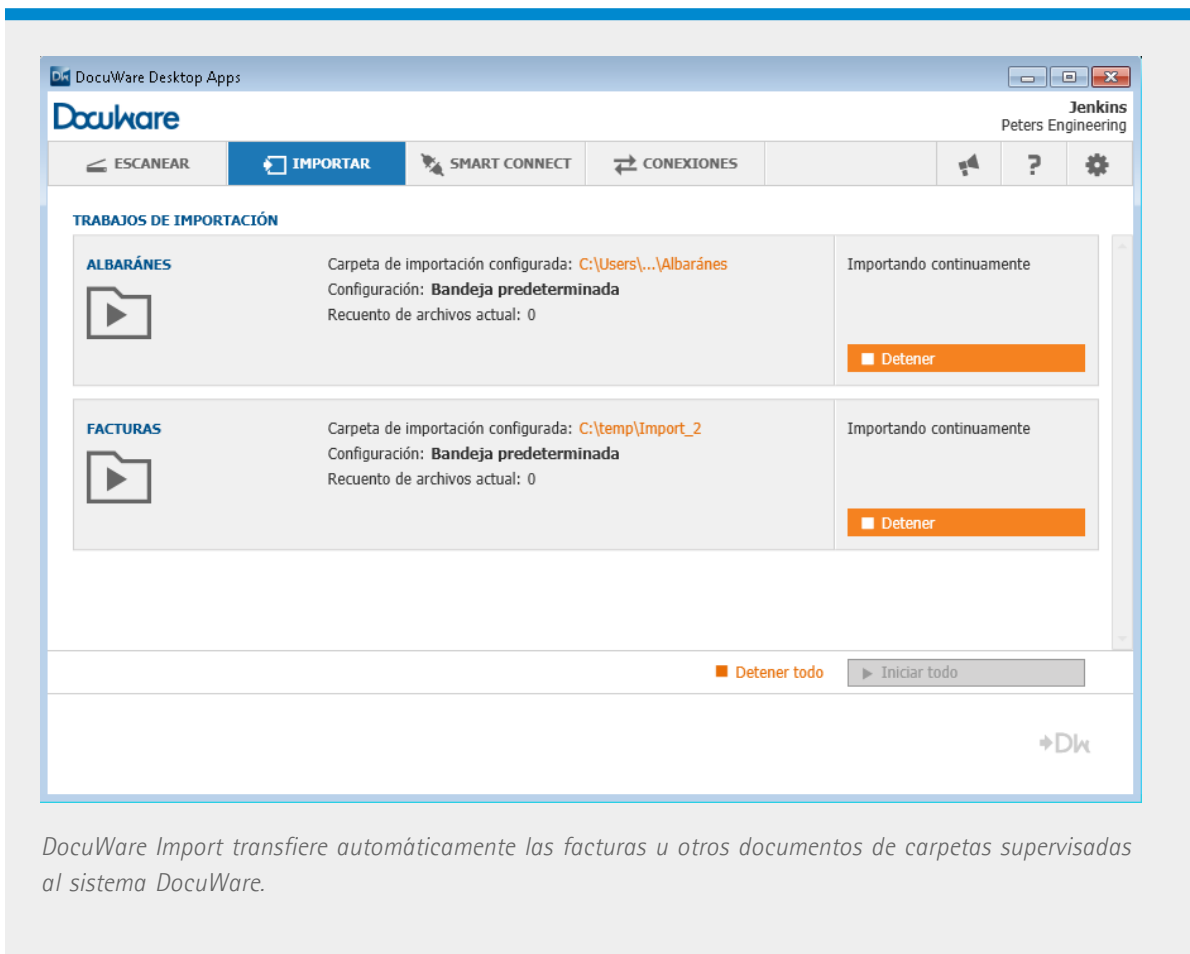 DocuWare Desktop Apps
DocuWare
Jenkins
Peters Engineering
ESCANEAR
IMPORTAR
SMART CONNECT
CONEXIONES
?
TRABAJOS DE IMPORTACIÓN
ALBARÁNES
Carpeta de importación configurada: C:\Users\...\Albaránes
Configuración: Bandeja predeterminada
Recuento de archivos actual: 0
Importando continuamente
Detener
FACTURAS
Carpeta de importación configurada: C:\temp\Import_2
Configuración: Bandeja predeterminada
Recuento de archivos actual: 0
Importando continuamente
Detener
Detener todo
Iniciar todo
DW
DocuWare Import transfiere automáticamente las facturas u otros documentos de carpetas supervisadas
al sistema DocuWare.